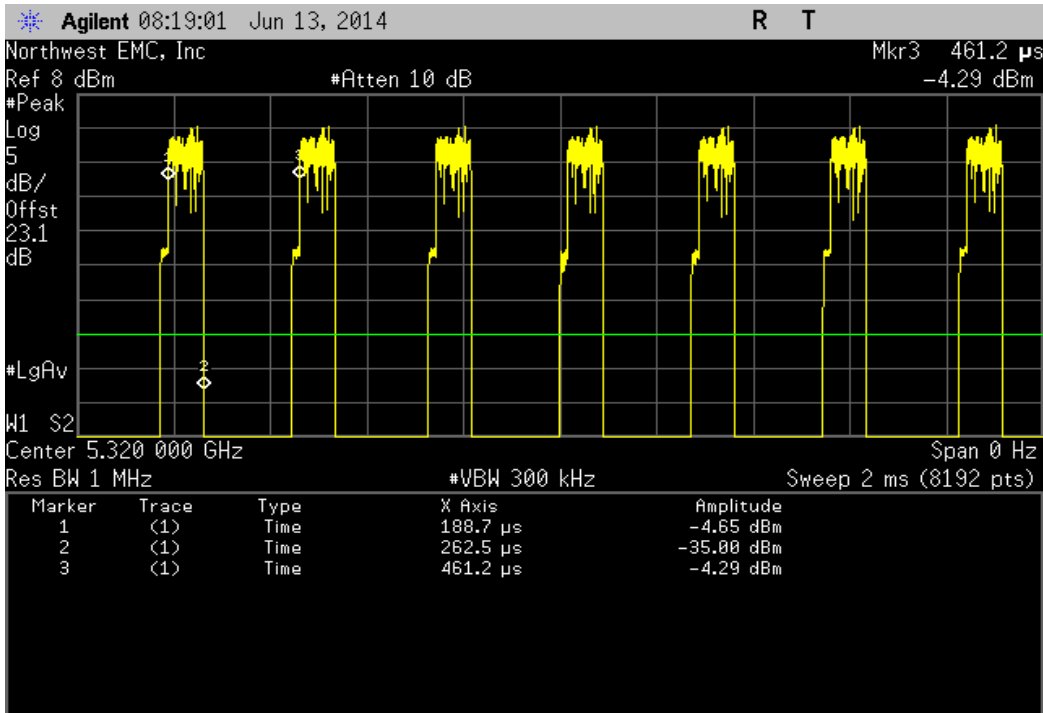 Agilent 08:19:01 Jun 13, 2014 R T
Northwest EMC, Inc Mkr3 461.2 µs
Ref 8 dBm #Atten 10 dB -4.29 dBm
#Peak
Log
5
dB/
Offst
23.1
dB
1
3
2
#LgAv
W1 S2
Center 5.320 000 GHz Span 0 Hz
Res BW 1 MHz #VBW 300 kHz Sweep 2 ms (8192 pts)
Marker Trace Type X Axis Amplitude
1 (1) Time 188.7 µs -4.65 dBm
2 (1) Time 262.5 µs -35.00 dBm
3 (1) Time 461.2 µs -4.29 dBm